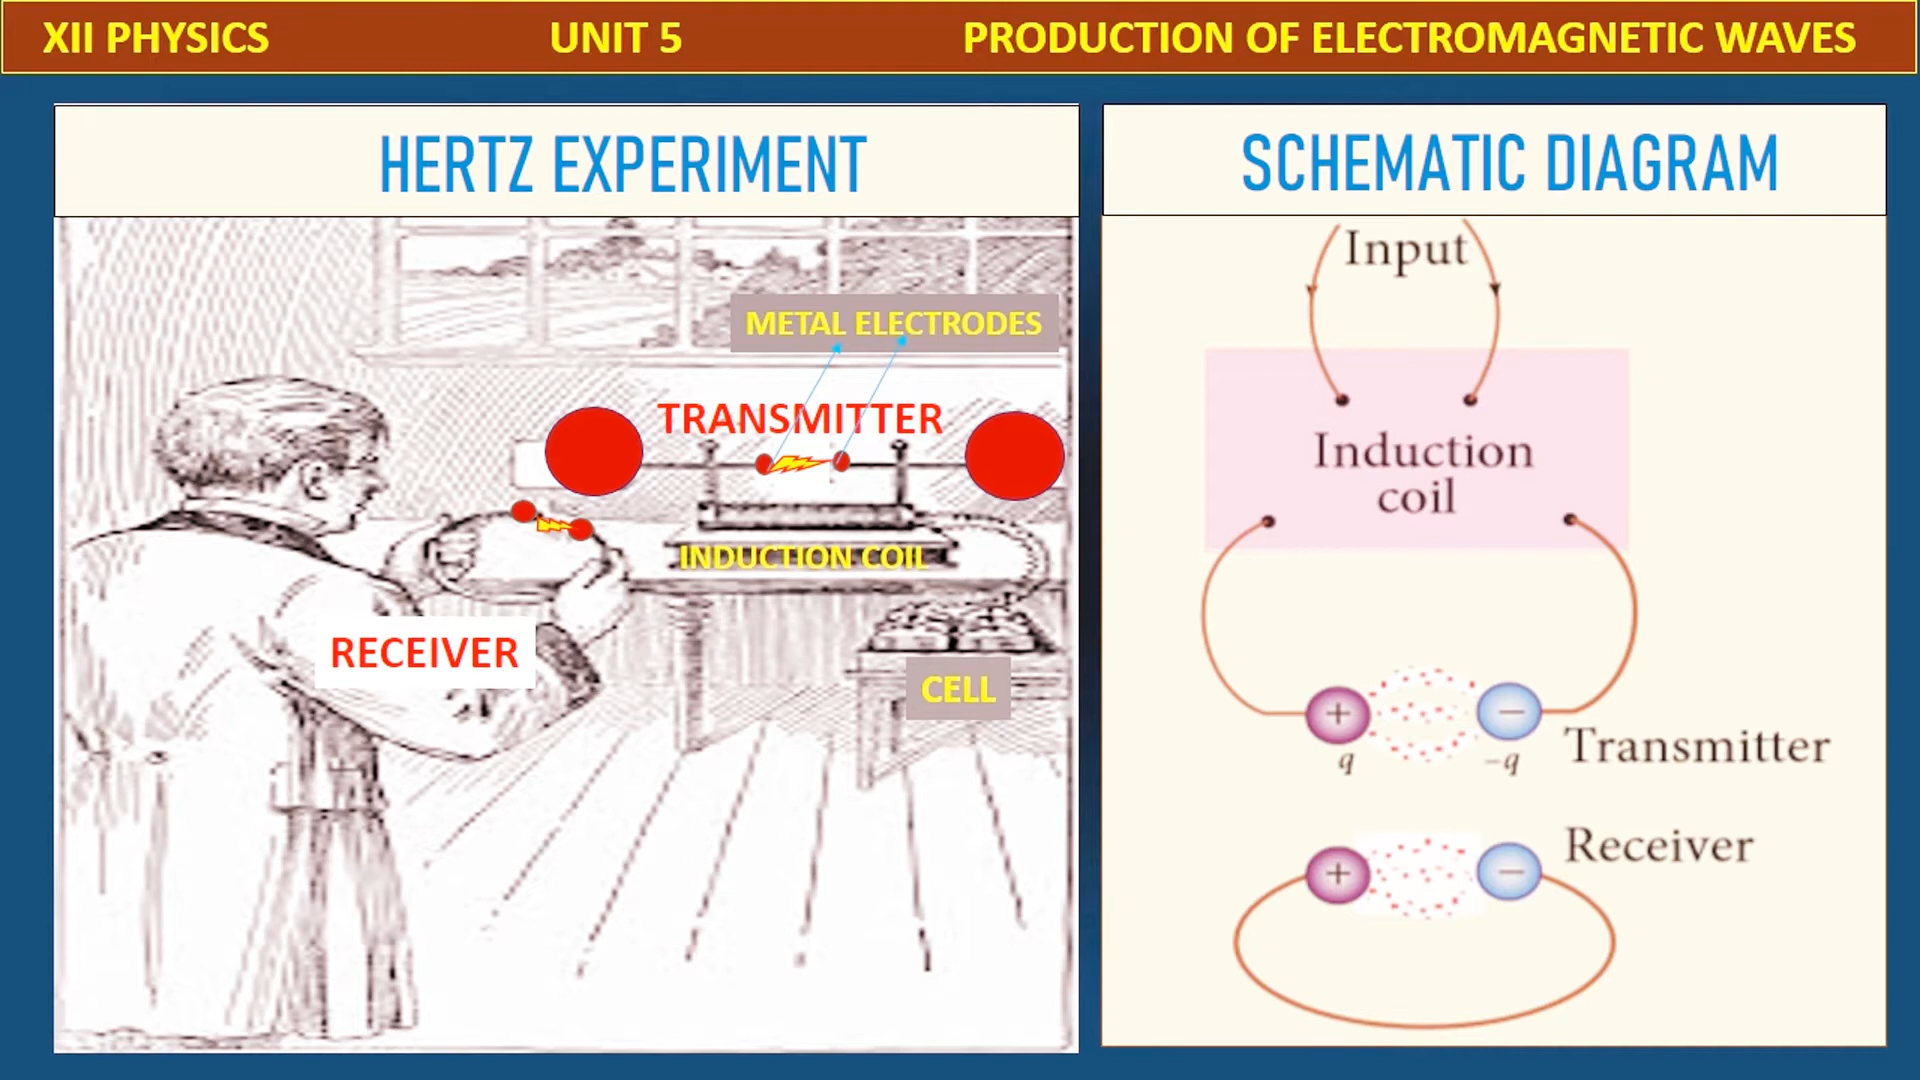 XII PHYSICS
UNIT 5
PRODUCTION OF ELECTROMAGNETIC WAVES
HERTZ EXPERIMENT
METAL ELECTRODES
TRANSMITTER
INDUCTION COIL
RECEIVER
CELL
SCHEMATIC DIAGRAM
Input
Induction
coil
+
−
q
−q
Transmitter
Receiver
+
−